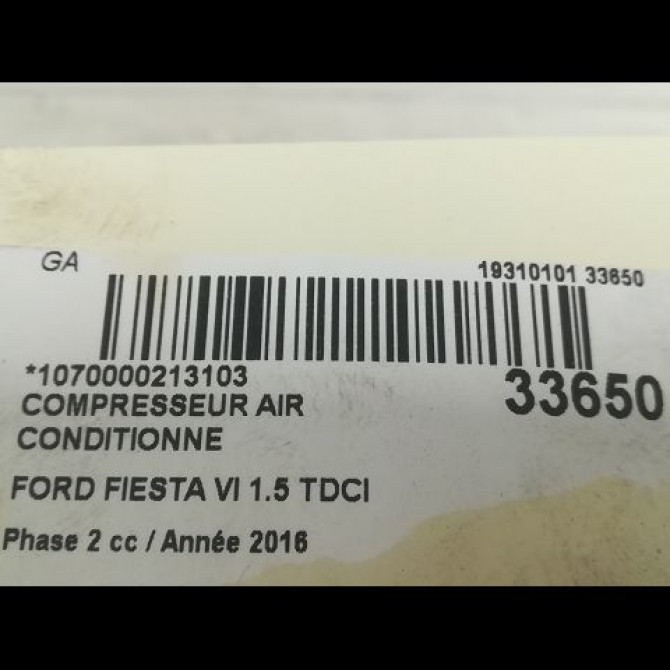 GA
19310101 33650
*1070000213103
33650
COMPRESSEUR AIR
CONDITIONNE
FORD FIESTA VI 1.5 TDCI
Phase 2 cc / Année 2016